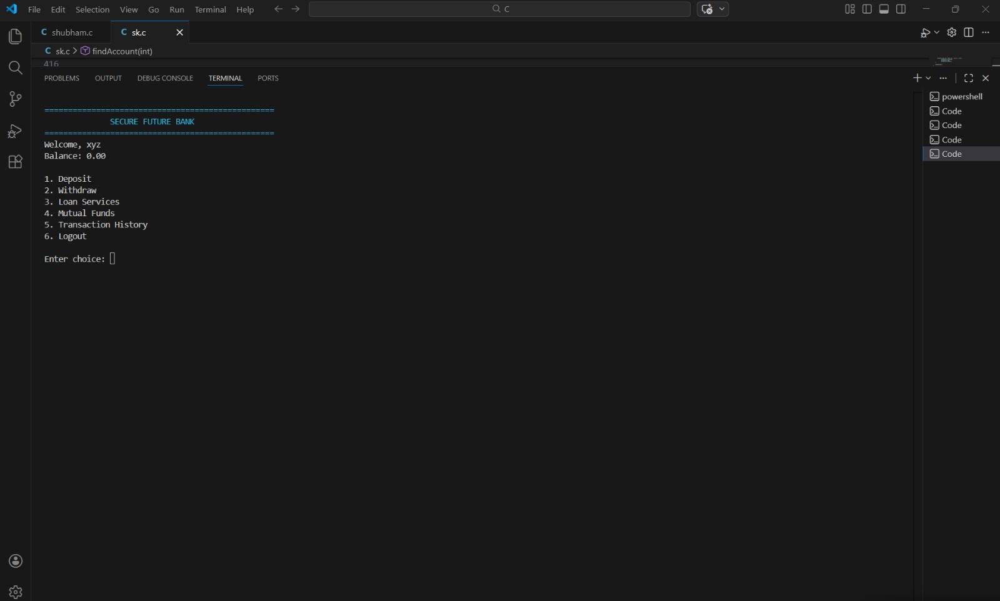 File Edit Selection View Go Run Terminal Help
C
C shubham.c
C sk.c
C sk.c > findAccount(int)
416
PROBLEMS OUTPUT DEBUG CONSOLE TERMINAL PORTS
=================================================
SECURE FUTURE BANK
=================================================
Welcome, xyz
Balance: 0.00
1. Deposit
2. Withdraw
3. Loan Services
4. Mutual Funds
5. Transaction History
6. Logout
Enter choice:
powershell
Code
Code
Code
Code